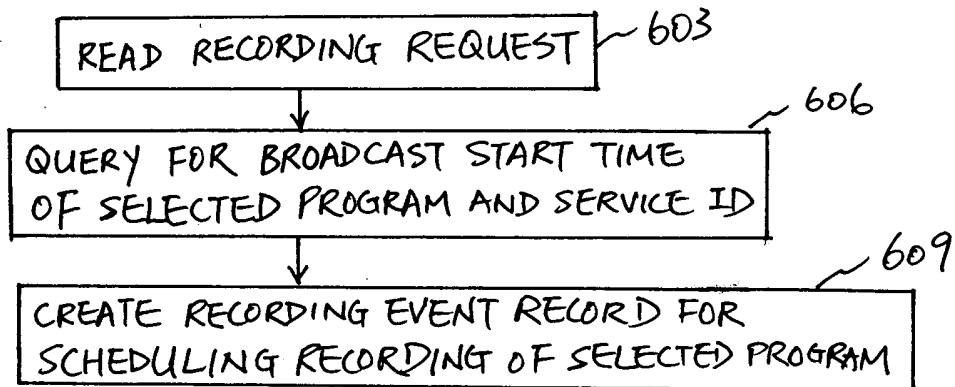 READ RECORDING REQUEST
603
606
QUERY FOR BROADCAST START TIME
OF SELECTED PROGRAM AND SERVICE ID
609
CREATE RECORDING EVENT RECORD FOR
SCHEDULING RECORDING OF SELECTED PROGRAM